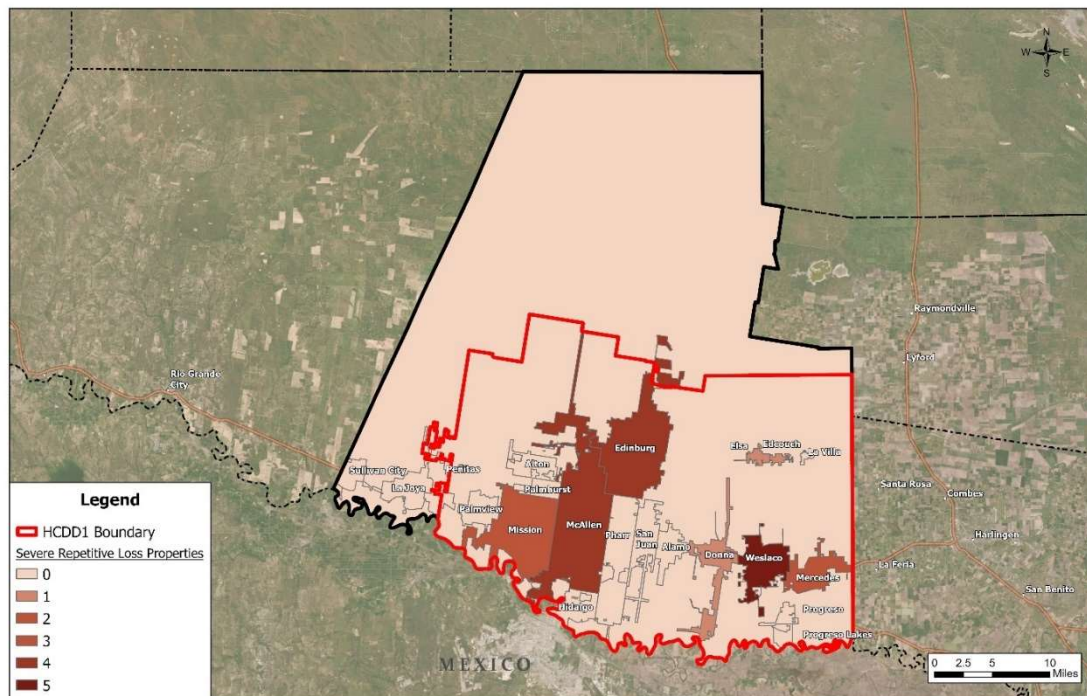 N
W E
S
Raymondville
Lyford
Rio Grande
City
Edinburg
Elsa
Edcouch
La Villa
Sullivan City
Peñitas
Alton
La Joya
Palmhurst
Santa Rosa
Combes
Palmview
Mission
McAllen
Pharr
San
Juan
Alamo
Donna
Weslaco
Mercedes
La Feria
Harlingen
San Benito
Hidalgo
Progreso
Progreso Lakes
MEXICO
Legend
HCDD1 Boundary
Severe Repetitive Loss Properties
0
1
2
3
4
5
0 2.5 5 10
Miles